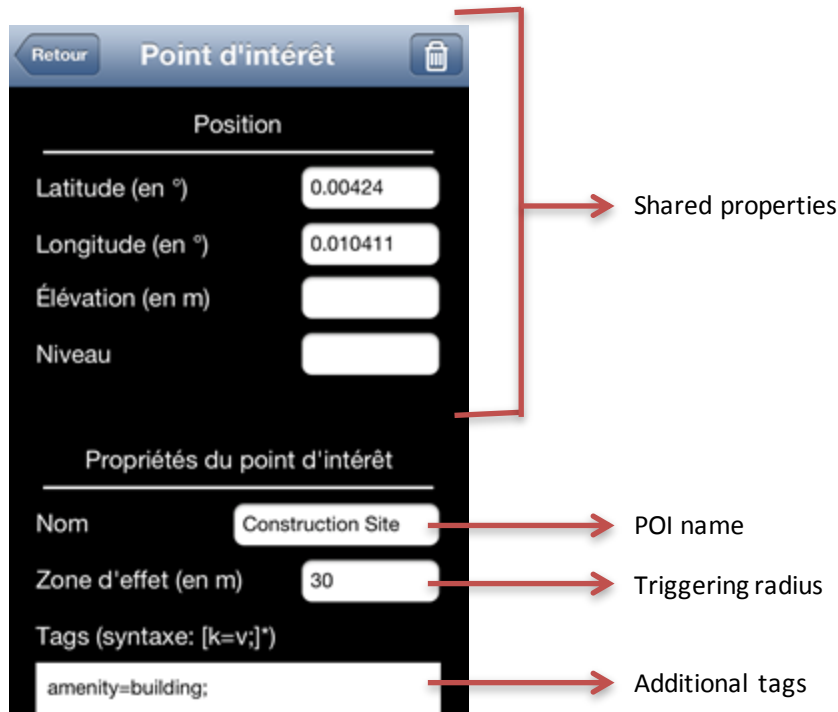 Retour Point d'intérêt
Position
Latitude (en °) 0.00424
Longitude (en °) 0.010411
Élévation (en m)
Niveau
Shared properties
Propriétés du point d'intérêt
Nom Construction Site POI name
Zone d'effet (en m) 30 Triggering radius
Tags (syntaxe: [k=v;]*)
amenity=building; Additional tags